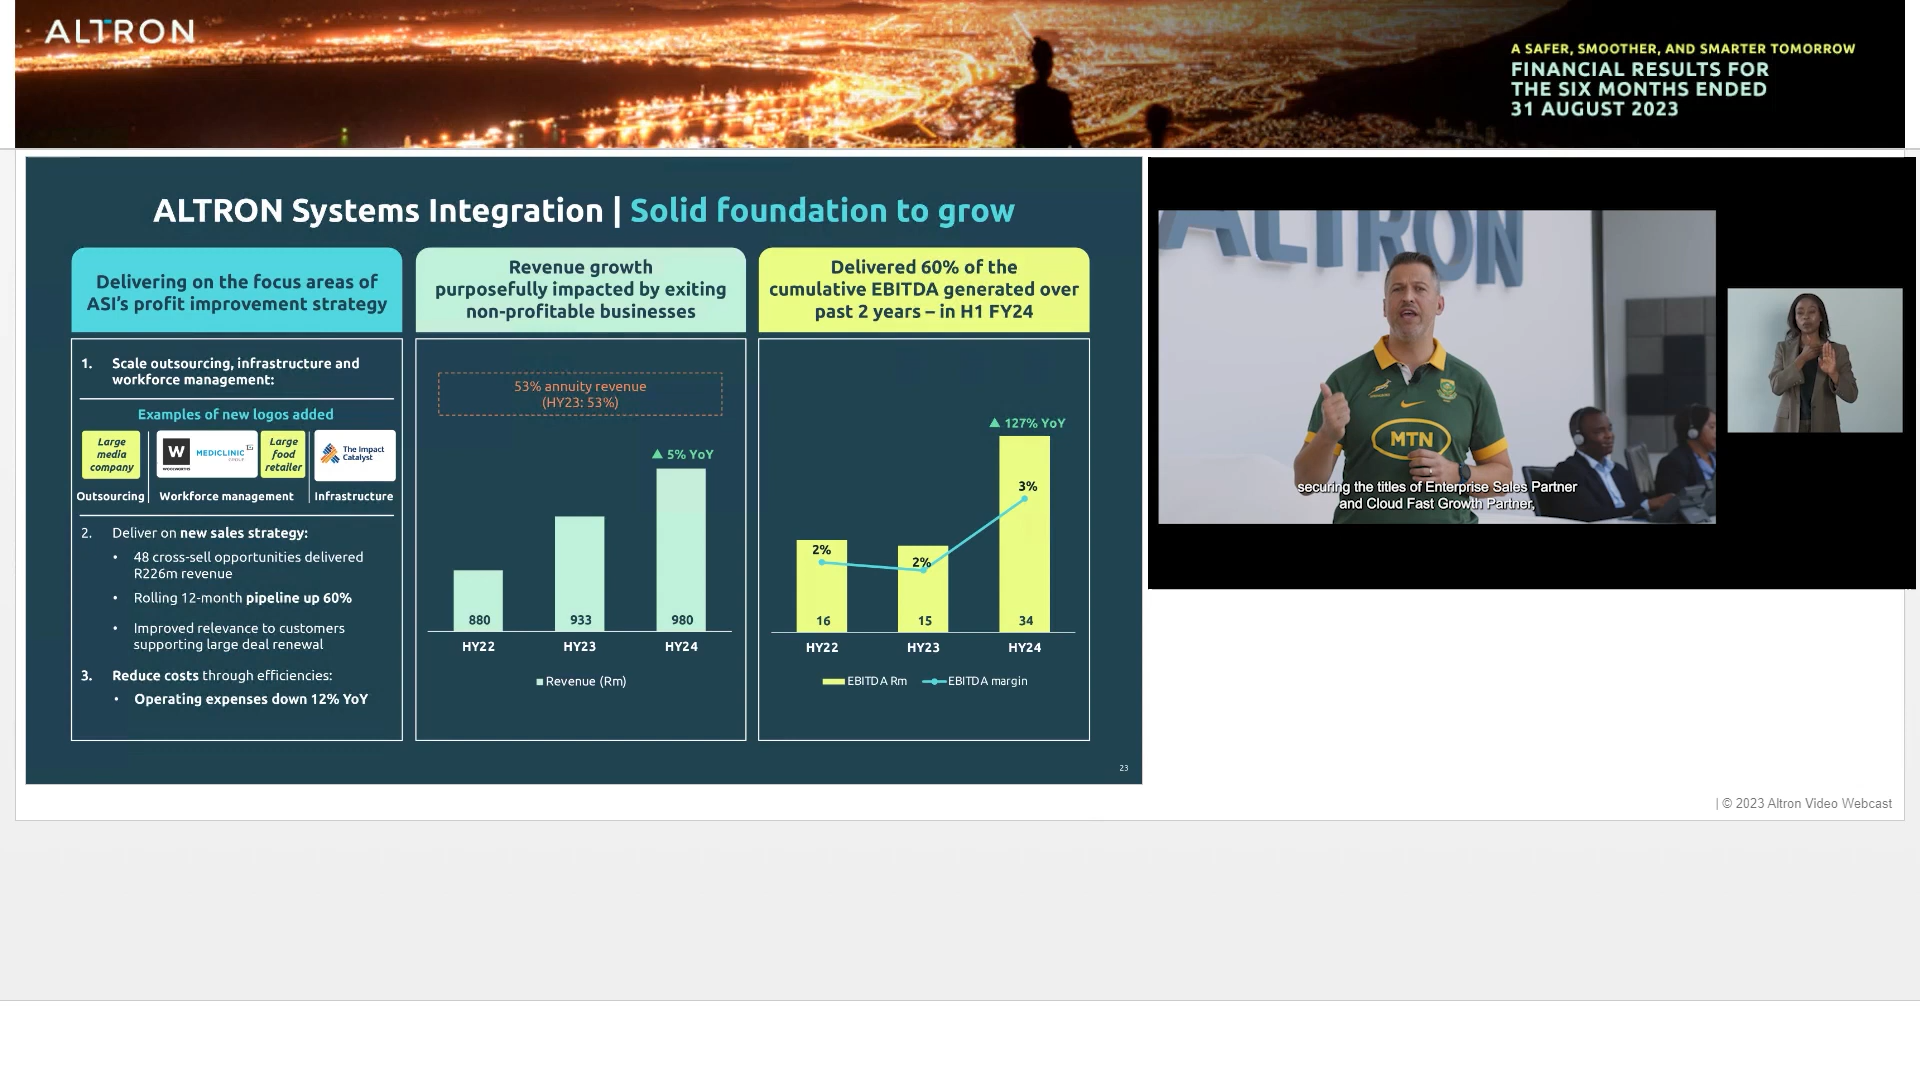 ALTRON
A SAFER, SMOOTHER, AND SMARTER TOMORROW
FINANCIAL RESULTS FOR
THE SIX MONTHS ENDED
31 AUGUST 2023
ALTRON Systems Integration | Solid foundation to grow
Delivering on the focus areas of
ASI’s profit improvement strategy
1. Scale outsourcing, infrastructure and
workforce management:
Examples of new logos added
Large
media
company
W
WOOLWORTHS
MEDICLINIC
GROUP
Large
food
retailer
The Impact
Catalyst
Outsourcing
Workforce management
Infrastructure
2. Deliver on new sales strategy:
• 48 cross-sell opportunities delivered
R226m revenue
• Rolling 12-month pipeline up 60%
• Improved relevance to customers
supporting large deal renewal
3. Reduce costs through efficiencies:
• Operating expenses down 12% YoY
Revenue growth
purposefully impacted by exiting
non-profitable businesses
53% annuity revenue
(HY23: 53%)
▲ 5% YoY
880 933 980
HY22 HY23 HY24
Revenue (Rm)
Delivered 60% of the
cumulative EBITDA generated over
past 2 years – in H1 FY24
▲ 127% YoY
3%
2%
2%
16 15 34
HY22 HY23 HY24
EBITDA Rm EBITDA margin
23
ALTRON
MTN
securing the titles of Enterprise Sales Partner
and Cloud Fast Growth Partner,
| © 2023 Altron Video Webcast